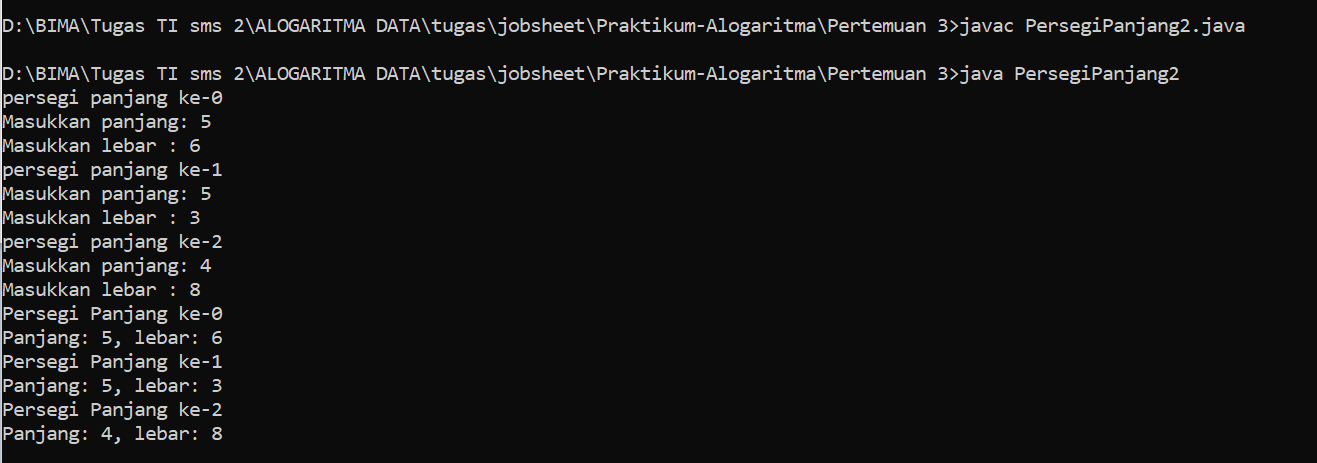 D:\BIMA\Tugas TI sms 2\ALOGARITMA DATA\tugas\jobsheet\Praktikum-Alogaritma\Pertemuan 3>javac PersegiPanjang2.java
D:\BIMA\Tugas TI sms 2\ALOGARITMA DATA\tugas\jobsheet\Praktikum-Alogaritma\Pertemuan 3>java PersegiPanjang2
persegi panjang ke-0
Masukkan panjang: 5
Masukkan lebar : 6
persegi panjang ke-1
Masukkan panjang: 5
Masukkan lebar : 3
persegi panjang ke-2
Masukkan panjang: 4
Masukkan lebar : 8
Persegi Panjang ke-0
Panjang: 5, lebar: 6
Persegi Panjang ke-1
Panjang: 5, lebar: 3
Persegi Panjang ke-2
Panjang: 4, lebar: 8